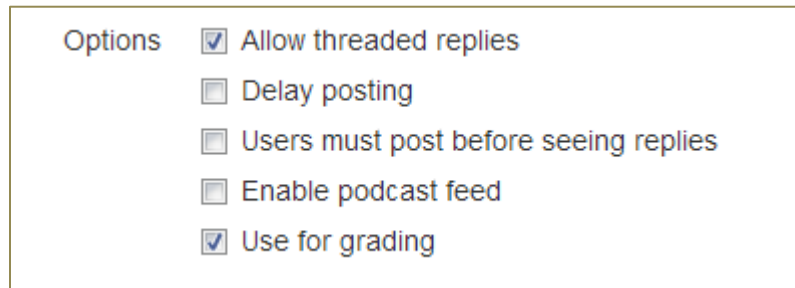 Options Allow threaded replies
Delay posting
Users must post before seeing replies
Enable podcast feed
Use for grading